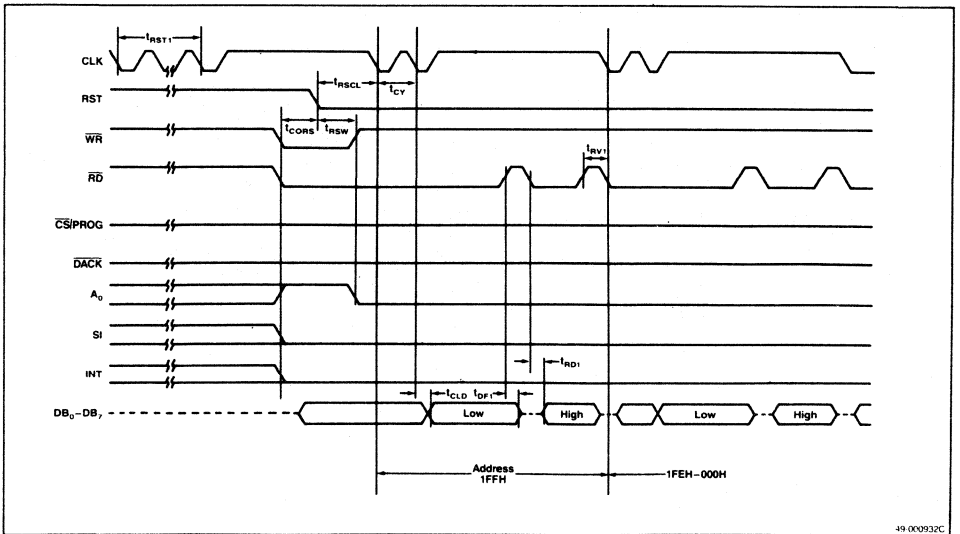 tRST1
CLK
tRSCL
tCY
RST
tCORS
tRSW
WR
tRV1
RD
CS/PROG
DACK
A0
SI
INT
tRD1
tCLD
tDF1
DB0-DB7
Low
High
Low
High
Address
1FFH
1FEH-000H
49-000932C